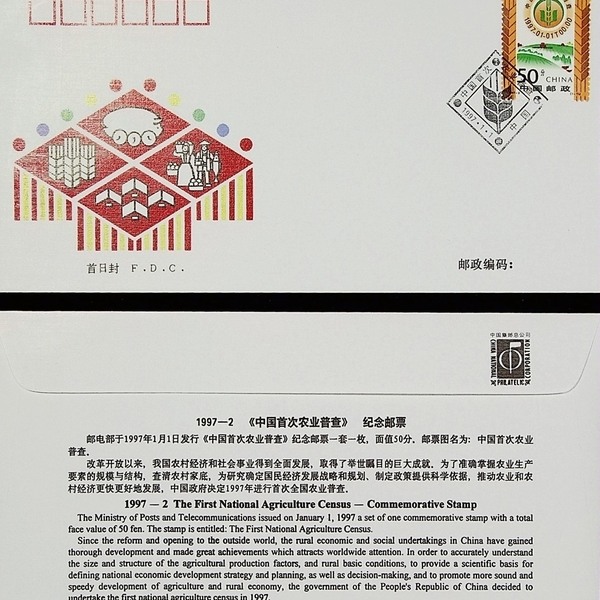 1997·01·01T00:00
50分 CHINA
中国邮政
中国首次
1997·1·1
中国
首日封 F.D.C.
邮政编码：
中国集邮总公司
CHINA NATIONAL PHILATELIC CORPORATION
1997—2 《中国首次农业普查》 纪念邮票
邮电部于1997年1月1日发行《中国首次农业普查》纪念邮票一套一枚，面值50分．邮票图名为：中国首次农业
普查．
改革开放以来，我国农村经济和社会事业得到全面发展，取得了举世瞩目的巨大成就．为了准确掌握农业生产
要素的规模与结构，查清农村家底，为研究确定国民经济发展战略和规划、制定政策提供科学依据，推动农业和农
村经济更快更好地发展，中国政府决定1997年进行首次全国农业普查．
1997 — 2 The First National Agriculture Census — Commemorative Stamp
The Ministry of Posts and Telecommunications issued on January 1, 1997 a set of one commemorative stamp with a total
face value of 50 fen. The stamp is entitled: The First National Agriculture Census.
Since the reform and opening to the outside world, the rural economic and social undertakings in China have gained
thorough development and made great achievements which attracts worldwide attention. In order to accurately understand
the size and structure of the agricultural production factors, and rural basic conditions, to provide a scientific basis for
defining national economic development strategy and planning, as well as decision-making, and to promote more sound and
speedy development of agriculture and rural economy, the government of the People's Republic of China decided to
undertake the first national agriculture census in 1997.